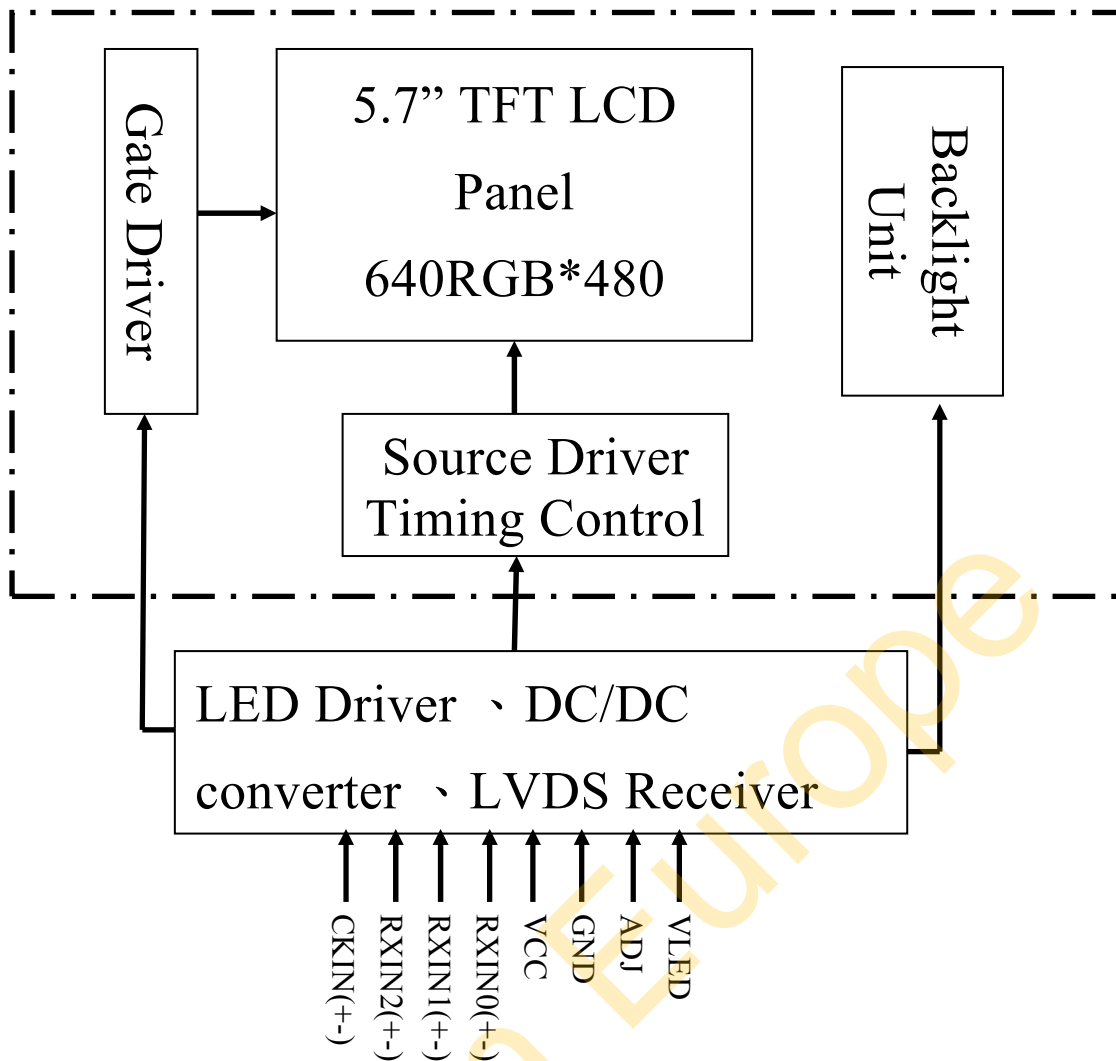 Gate Driver
5.7” TFT LCD
Panel
640RGB*480
Backlight
Unit
Source Driver
Timing Control
LED Driver 、DC/DC
converter 、LVDS Receiver
CKIN(+-)
RXIN2(+-)
RXIN1(+-)
RXIN0(+-)
VCC
GND
ADJ
VLED
Europe